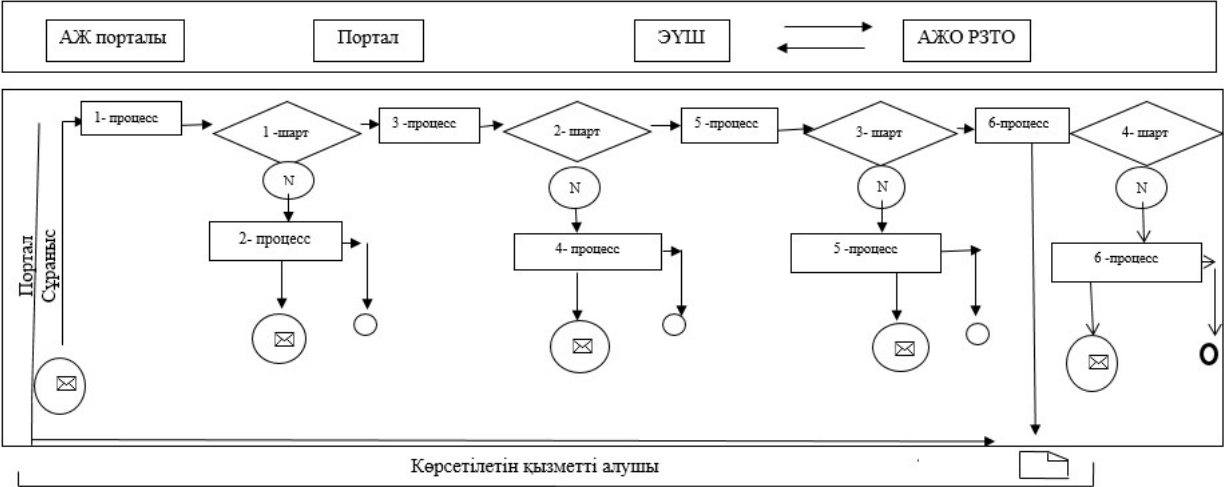 АЖ порталы
Портал
ЭҮШ
АЖО РЗТО
1- процесс
1 -шарт
3 -процесс
2- шарт
5 -процесс
3- шарт
6-процесс
4- шарт
N
N
N
N
2- процесс
4- процесс
5 -процесс
6 -процесс
Портал
Сұраныс
Көрсетілетін қызметті алушы